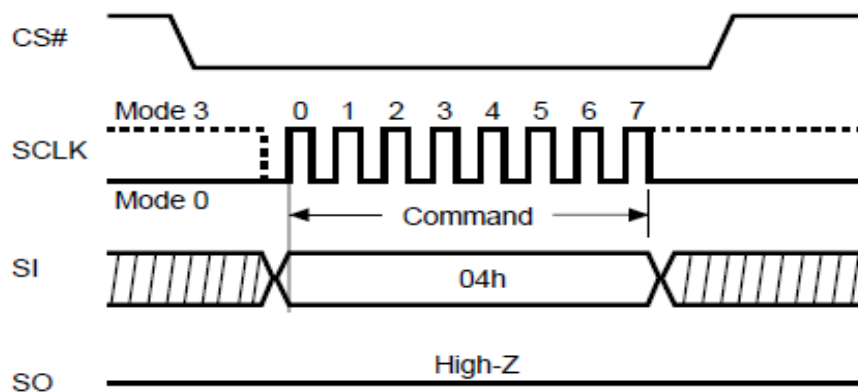 CS#
Mode 3 0 1 2 3 4 5 6 7
SCLK
Mode 0
Command
SI
04h
High-Z
SO